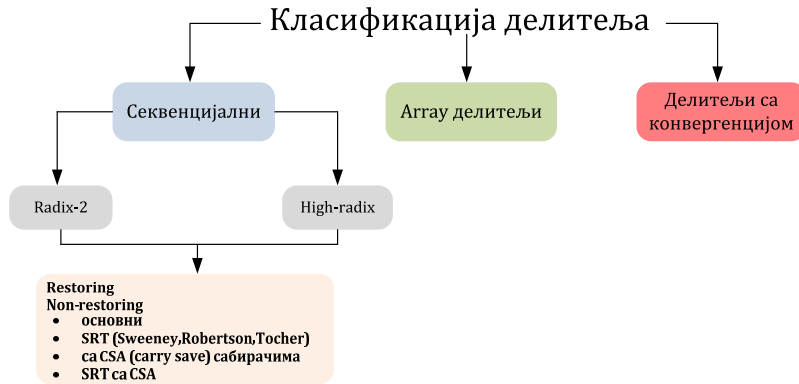 Класификација делитеља
Секвенцијални
Array делитељи
Делитељи са
конвергенцијом
Radix-2
High-radix
Restoring
Non-restoring
• основни
• SRT (Sweeney,Robertson,Tocher)
• са CSA (carry save) сабирачима
• SRT са CSA